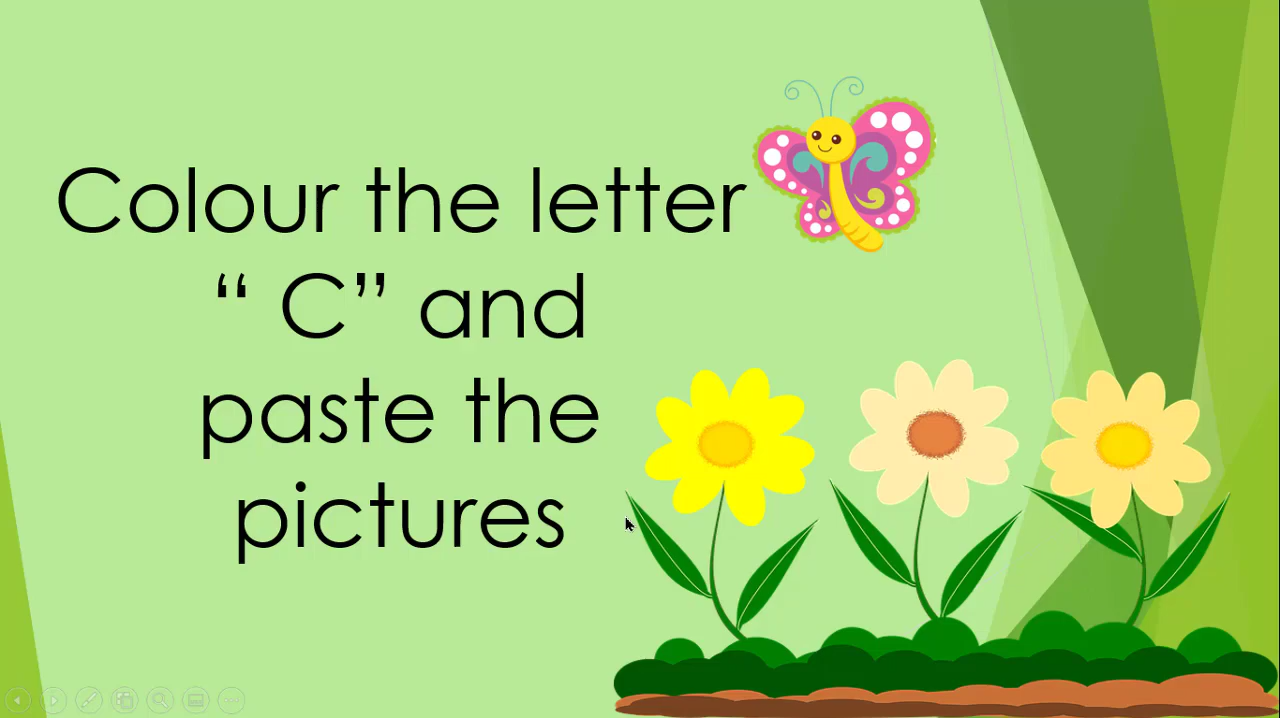 Colour the letter
“ C” and
paste the
pictures